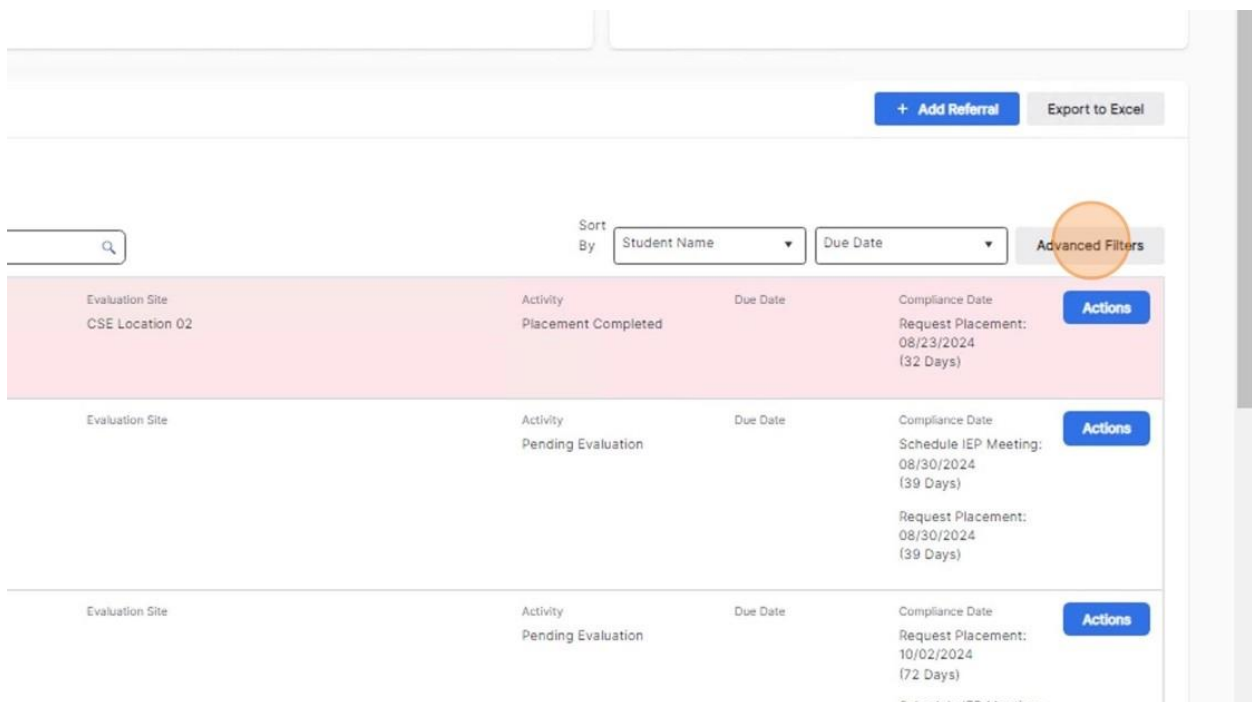 + Add Referral
Export to Excel
Sort
By
Student Name
Due Date
Advanced Filters
Evaluation Site
CSE Location 02
Activity
Placement Completed
Due Date
Compliance Date
Request Placement:
08/23/2024
(32 Days)
Actions
Evaluation Site
Activity
Pending Evaluation
Due Date
Compliance Date
Schedule IEP Meeting:
08/30/2024
(39 Days)
Request Placement:
08/30/2024
(39 Days)
Actions
Evaluation Site
Activity
Pending Evaluation
Due Date
Compliance Date
Request Placement:
10/02/2024
(72 Days)
Actions